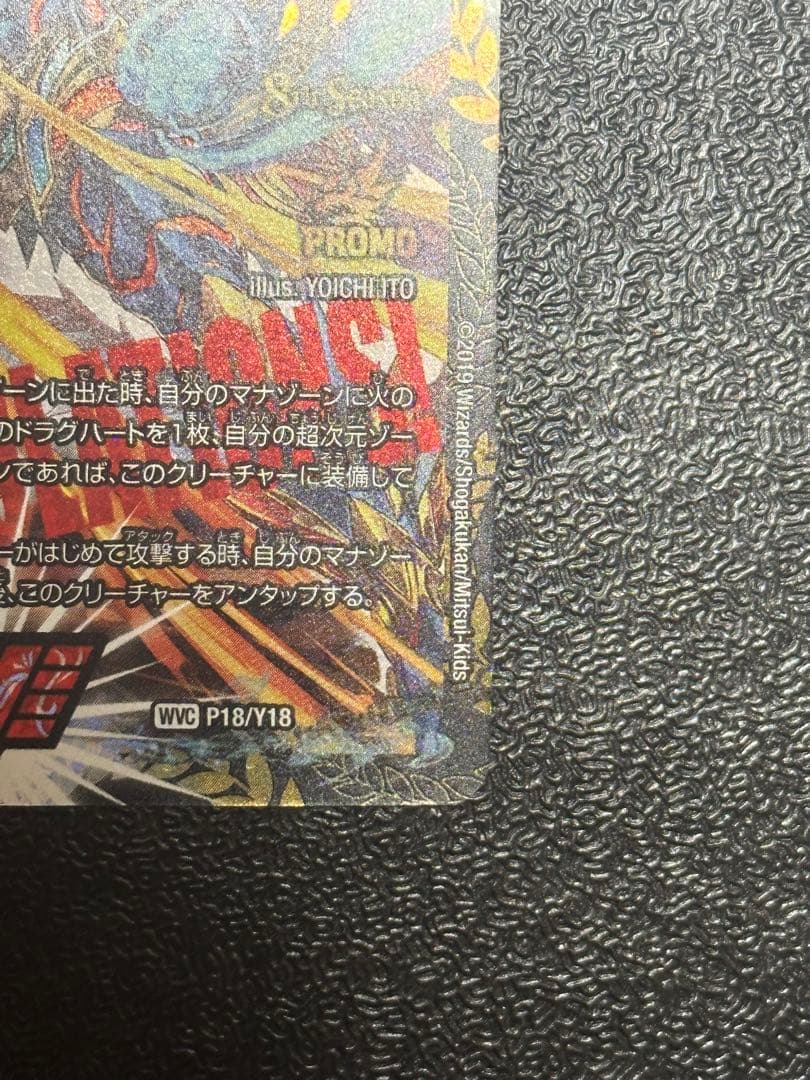 8th Season
PROMO
illus. YOICHI ITO
ーンに出た時、自分のマナゾーンに火の
のドラグハートを1枚、自分の超次元ゾー
ンであれば、このクリーチャーに装備して
ーがはじめて攻撃する時、自分のマナゾー
、このクリーチャーをアンタップする。
WVC P18/Y18
©2019 Wizards/Shogakukan/Mitsui-Kids